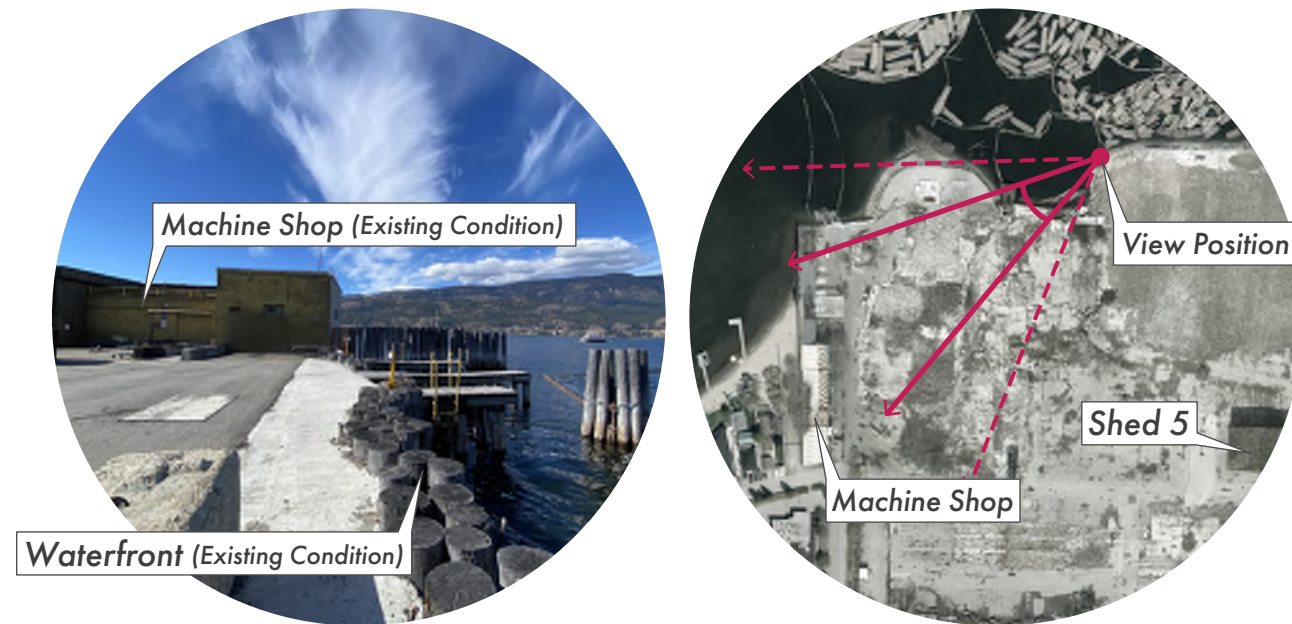 Machine Shop (Existing Condition)
Waterfront (Existing Condition)
View Position
Shed 5
Machine Shop